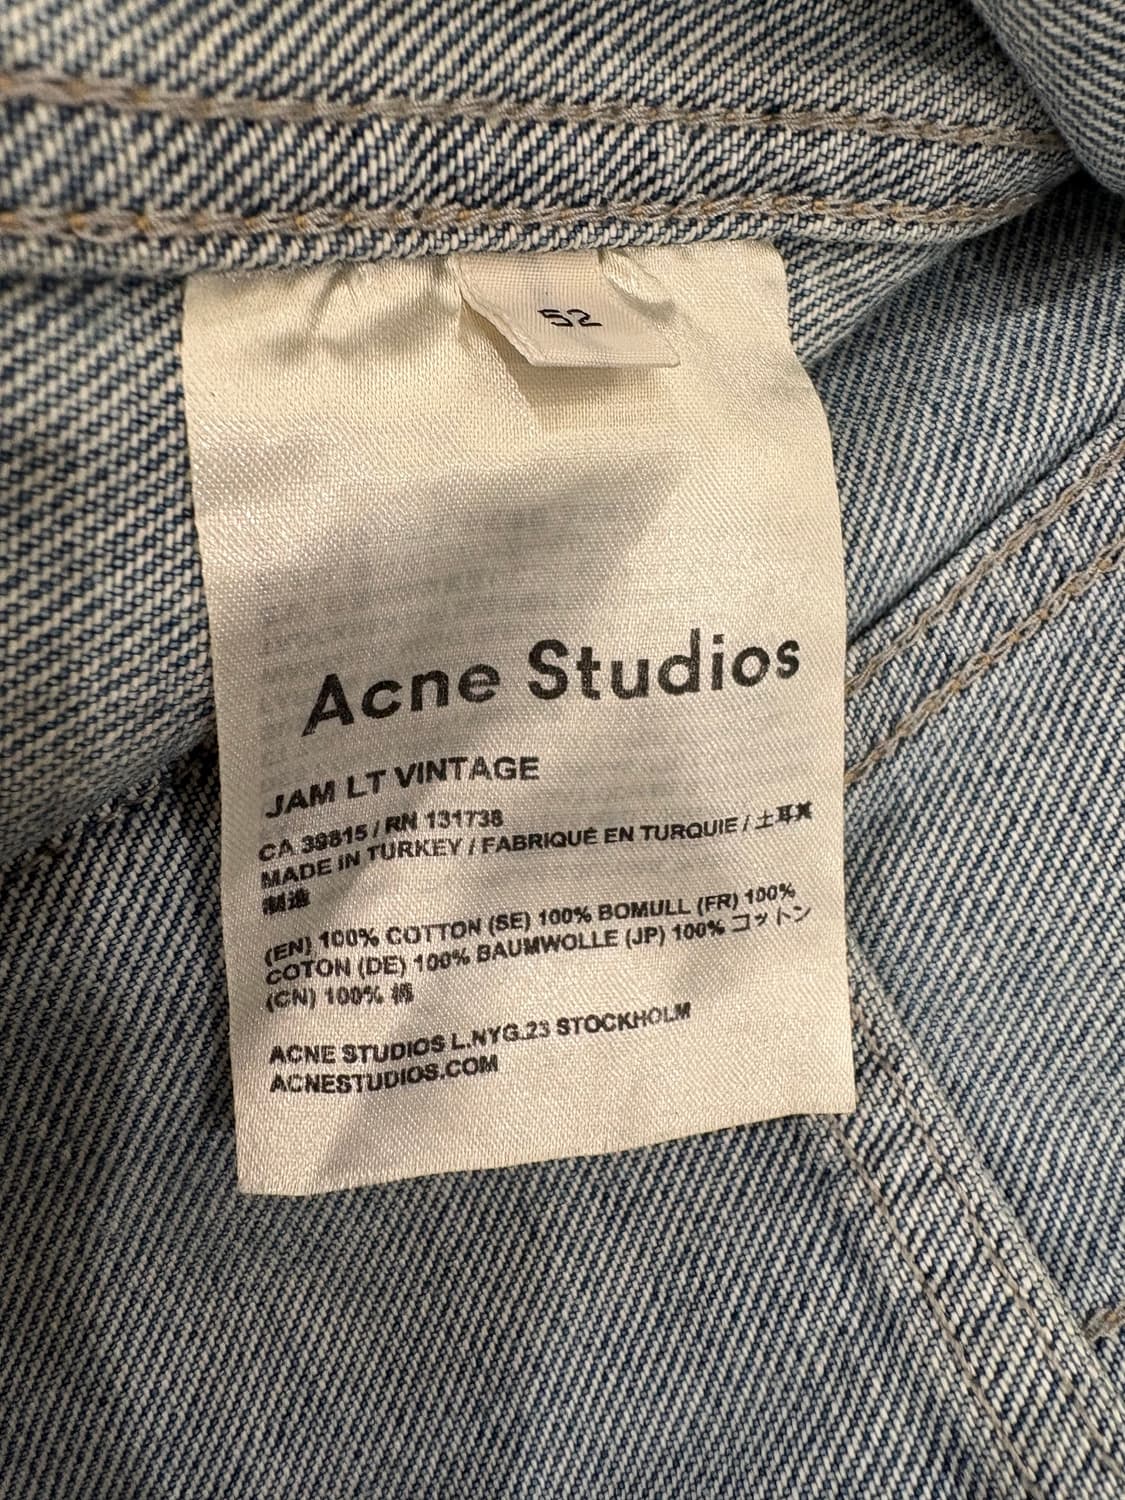 52
Acne Studios
JAM LT VINTAGE
CA 39815 / RN 131738
MADE IN TURKEY / FABRIQUÉ EN TURQUIE / 土耳其
制造
(EN) 100% COTTON (SE) 100% BOMULL (FR) 100%
COTON (DE) 100% BAUMWOLLE (JP) 100% コットン
(CN) 100% 棉
ACNE STUDIOS L.NYG.23 STOCKHOLM
ACNESTUDIOS.COM